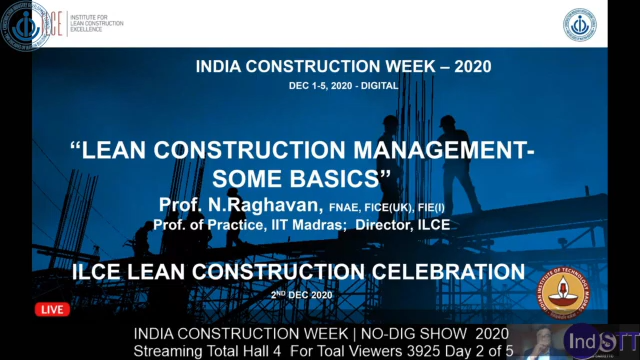 ILCE
INSTITUTE FOR
LEAN CONSTRUCTION
EXCELLENCE
INDIA CONSTRUCTION WEEK – 2020
DEC 1-5, 2020 - DIGITAL
“LEAN CONSTRUCTION MANAGEMENT-
SOME BASICS”
Prof. N.Raghavan, FNAE, FICE(UK), FIE(I)
Prof. of Practice, IIT Madras; Director, ILCE
ILCE LEAN CONSTRUCTION CELEBRATION
2ND DEC 2020
LIVE
INDIA CONSTRUCTION WEEK | NO-DIG SHOW 2020
Streaming Total Hall 4 For Toal Viewers 3925 Day 2 of 5